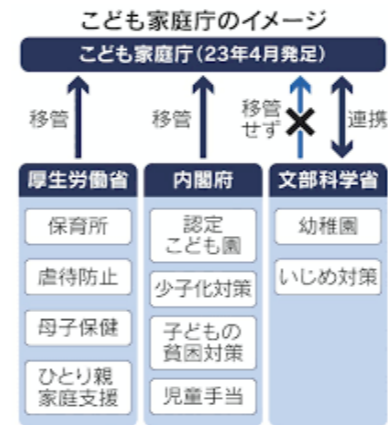 こども家庭庁のイメージ
こども家庭庁(23年4月発足)
移管
移管
移管
せず
連携
厚生労働省
保育所
虐待防止
母子保健
ひとり親
家庭支援
内閣府
認定
こども園
少子化対策
子どもの
貧困対策
児童手当
文部科学省
幼稚園
いじめ対策